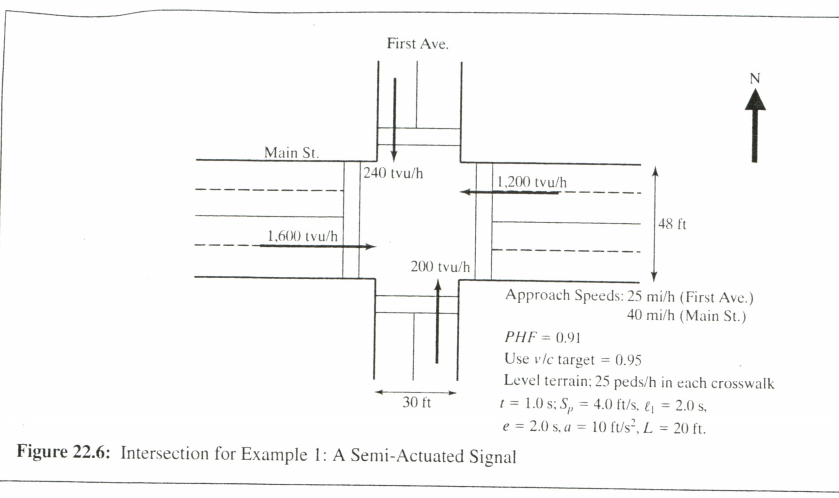 First Ave.
N
Main St.
240 tvu/h
1,200 tvu/h
48 ft
1,600 tvu/h
200 tvu/h
Approach Speeds: 25 mi/h (First Ave.)
40 mi/h (Main St.)
PHF = 0.91
Use v/c target = 0.95
Level terrain; 25 peds/h in each crosswalk
30 ft
t = 1.0 s; Sₚ = 4.0 ft/s, ℓ₁ = 2.0 s,
e = 2.0 s, a = 10 ft/s², L = 20 ft.
Figure 22.6: Intersection for Example 1: A Semi-Actuated Signal